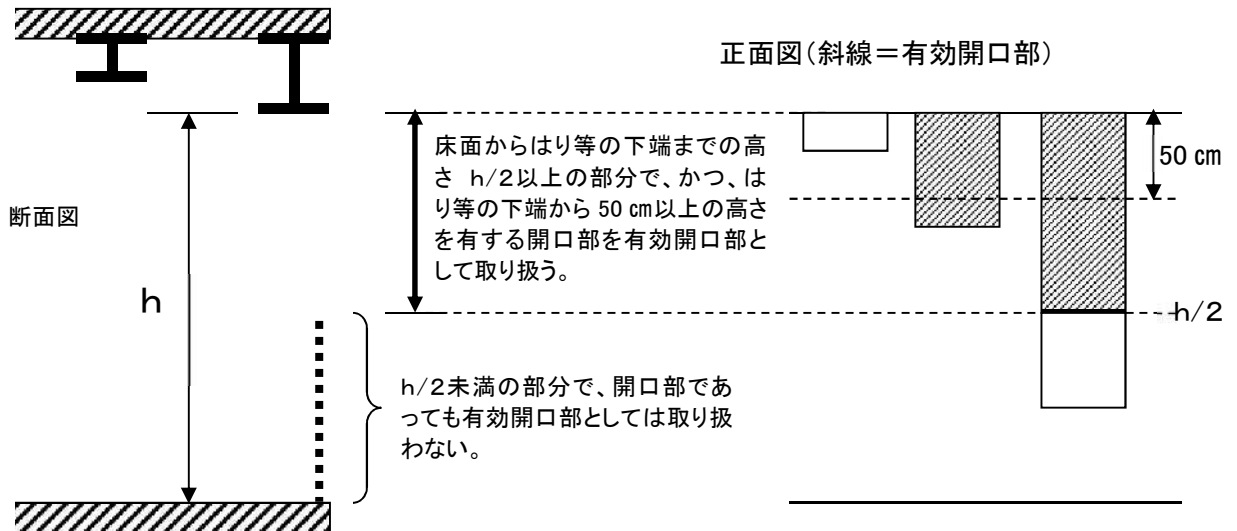 正面図(斜線＝有効開口部)
床面からはり等の下端までの高
さ h/2以上の部分で、かつ、は
り等の下端から 50 ㎝以上の高さ
を有する開口部を有効開口部と
して取り扱う。
50 ㎝
断面図
h
h/2
h/2未満の部分で、開口部であ
っても有効開口部としては取り扱
わない。